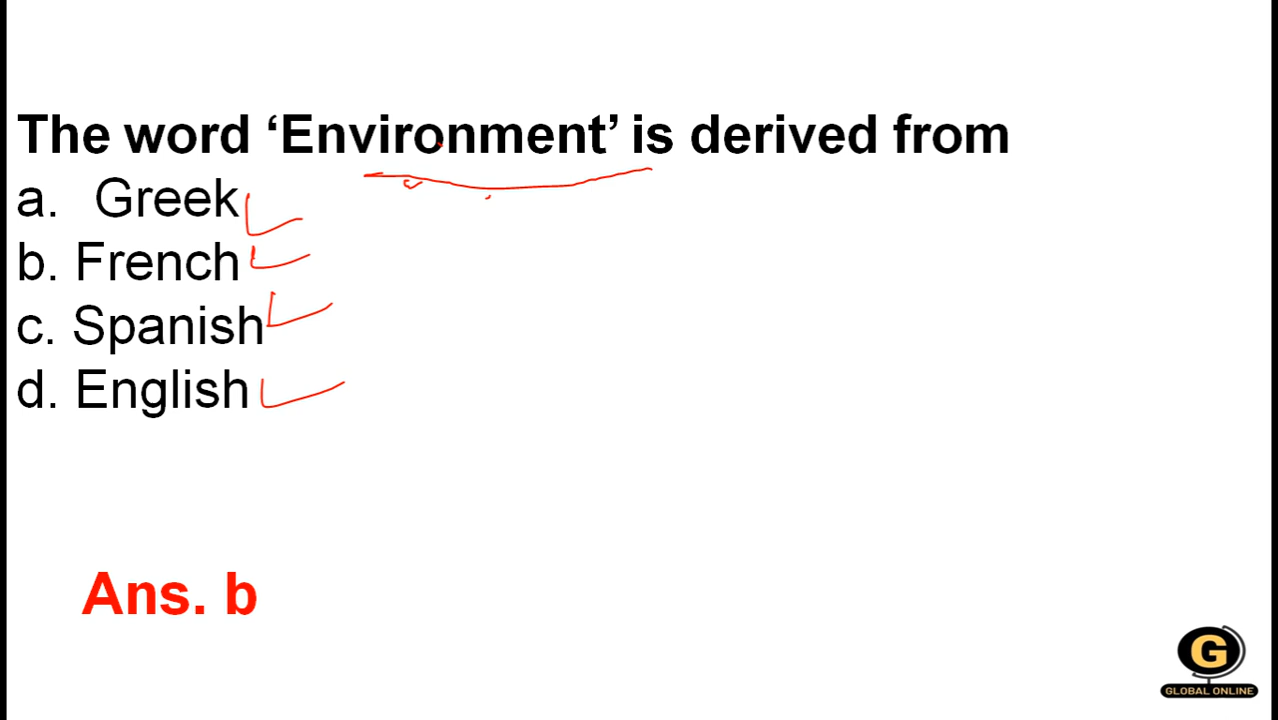 The word ‘Environment’ is derived from
a. Greek
b. French
c. Spanish
d. English
Ans. b
G
GLOBAL ONLINE